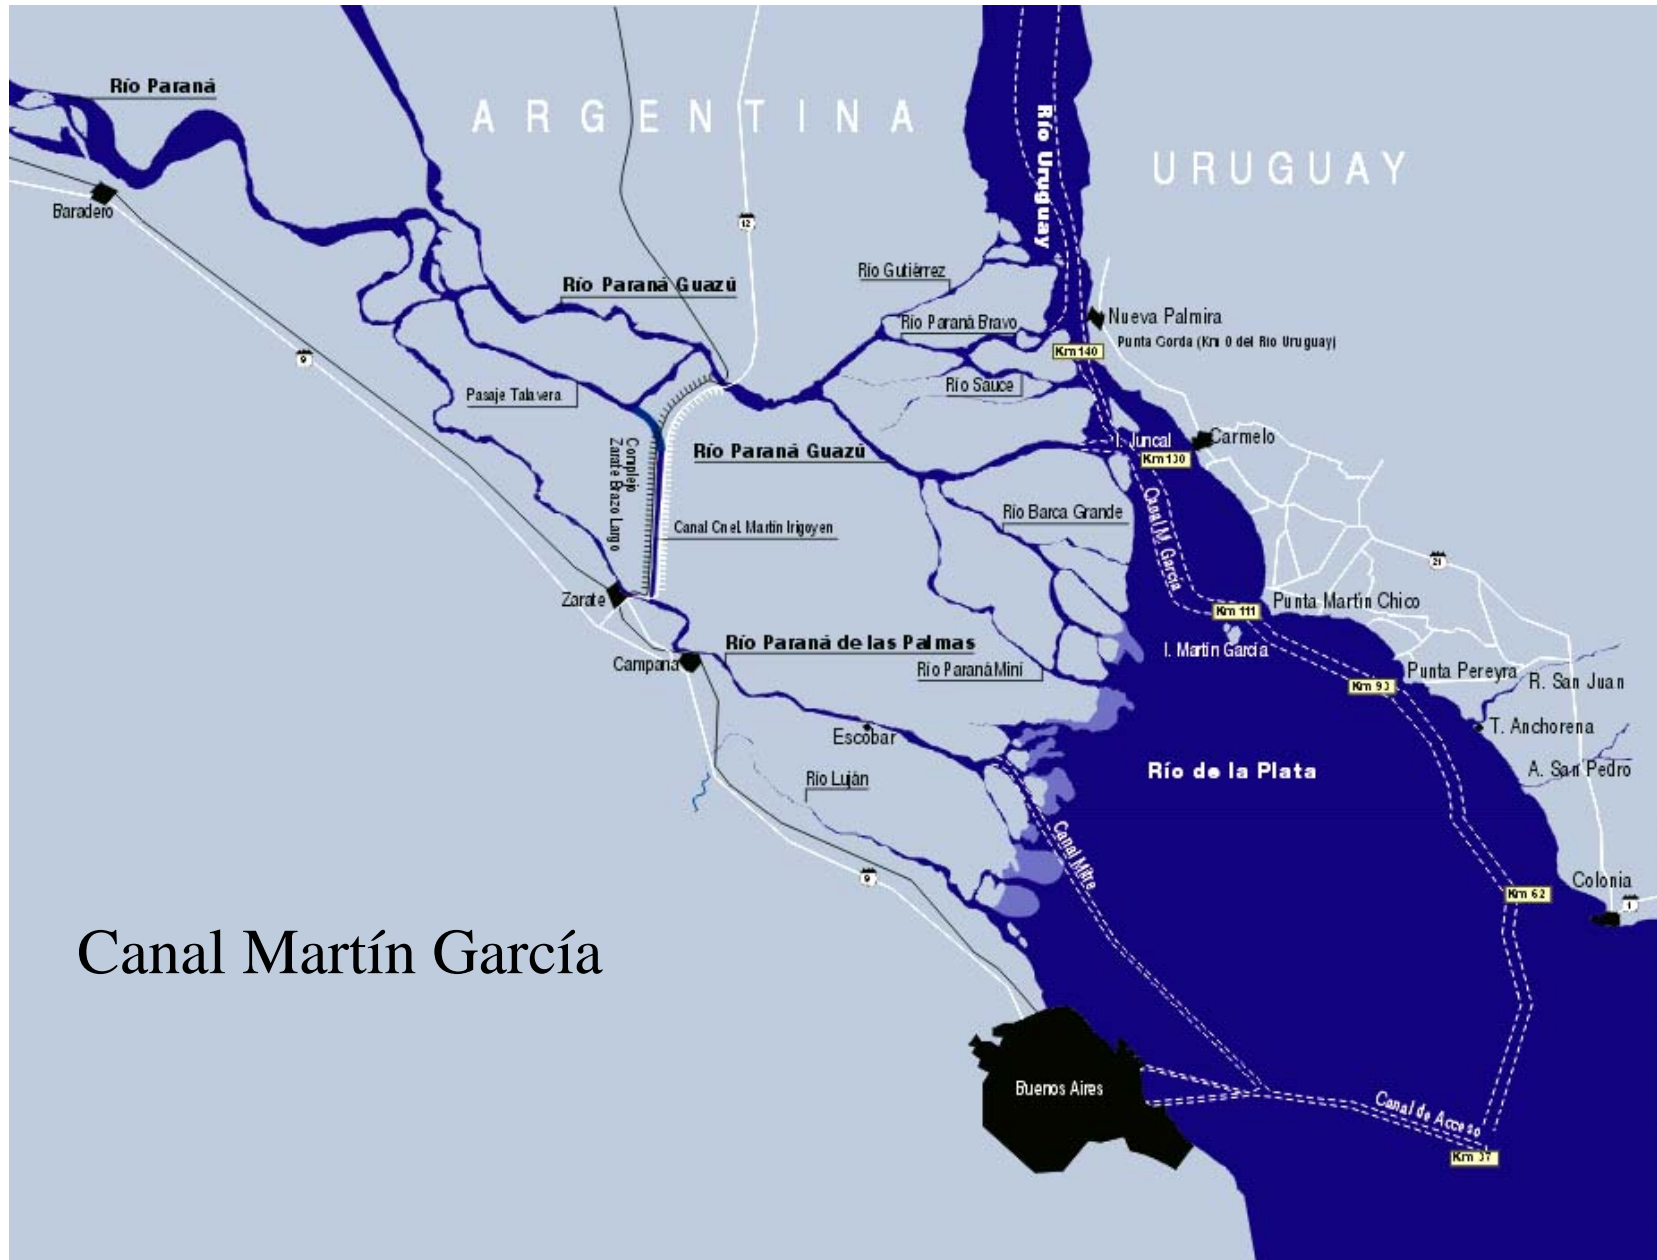 Río Paraná
ARGENTINA
Río Uruguay
URUGUAY
Baradero
12
Río Gutiérrez
Río Paraná Guazú
Río Paraná Bravo
Nueva Palmira
Punta Gorda (Km 0 del Río Uruguay)
Km 140
9
Pasaje Talavera
Río Sauce
Complejo
Zarate Brazo Largo
Río Paraná Guazú
I. Juncal
Carmelo
Km 130
Canal M. García
Río Barca Grande
Canal Cnel. Martín Irigoyen
21
Zarate
Km 111
Punta Martín Chico
Río Paraná de las Palmas
I. Martín García
Campana
Río Paraná Miní
Punta Pereyra
Km 93
R. San Juan
Escobar
T. Anchorena
Río de la Plata
A. San Pedro
Río Luján
Canal Mitre
9
Colonia
Km 62
1
Canal Martín García
Buenos Aires
Canal de Acceso
Km 37